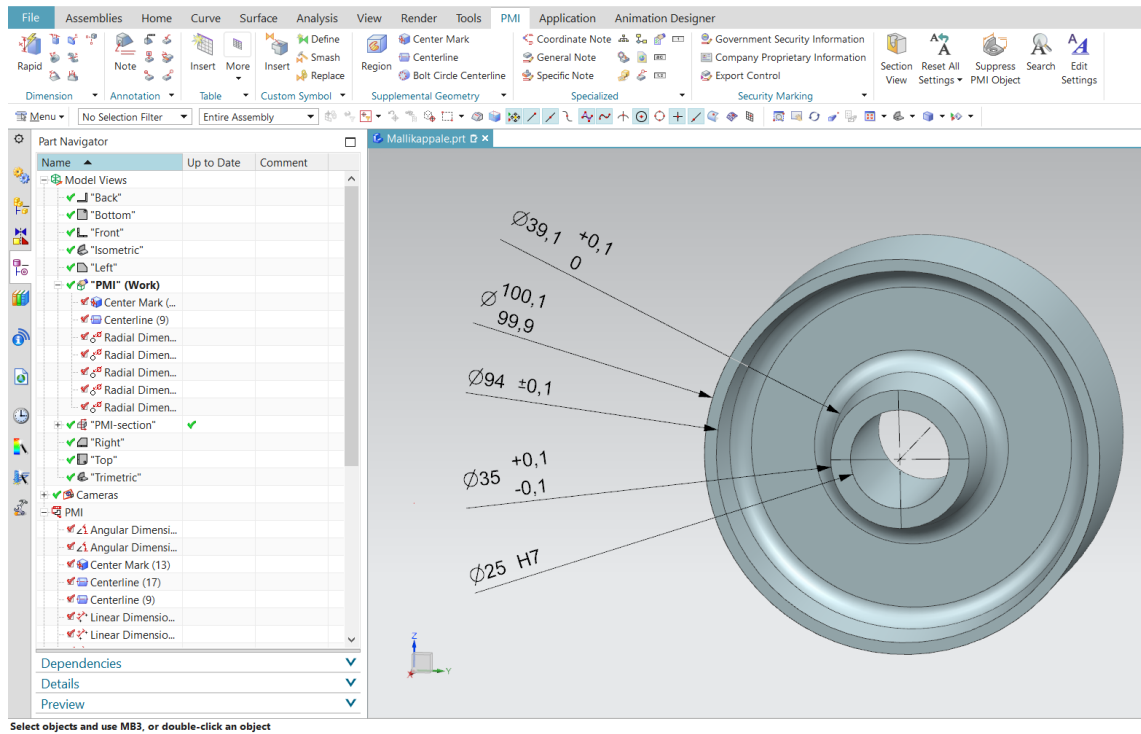 File Assemblies Home Curve Surface Analysis View Render Tools PMI Application Animation Designer
Rapid
Note
Insert
More
Insert
Define
Smash
Replace
Region
Center Mark
Centerline
Bolt Circle Centerline
Coordinate Note
General Note
Specific Note
Government Security Information
Company Proprietary Information
Export Control
Section View
Reset All Settings
Suppress PMI Object
Search
Edit Settings
Dimension Annotation Table Custom Symbol Supplemental Geometry Specialized Security Marking
Menu No Selection Filter Entire Assembly
Part Navigator
Mallikappale.prt
Name Up to Date Comment
Model Views
"Back"
"Bottom"
"Front"
"Isometric"
"Left"
"PMI" (Work)
Center Mark (...
Centerline (9)
Radial Dimen...
Radial Dimen...
Radial Dimen...
Radial Dimen...
Radial Dimen...
"PMI-section"
"Right"
"Top"
"Trimetric"
Cameras
PMI
Angular Dimensi...
Angular Dimensi...
Center Mark (13)
Centerline (17)
Centerline (9)
Linear Dimensio...
Linear Dimensio...
Dependencies
Details
Preview
Ø39,1 +0,1
0
Ø 100,1
99,9
Ø94 ±0,1
Ø35 +0,1
-0,1
Ø25 H7
Z
Y
X
Select objects and use MB3, or double-click an object